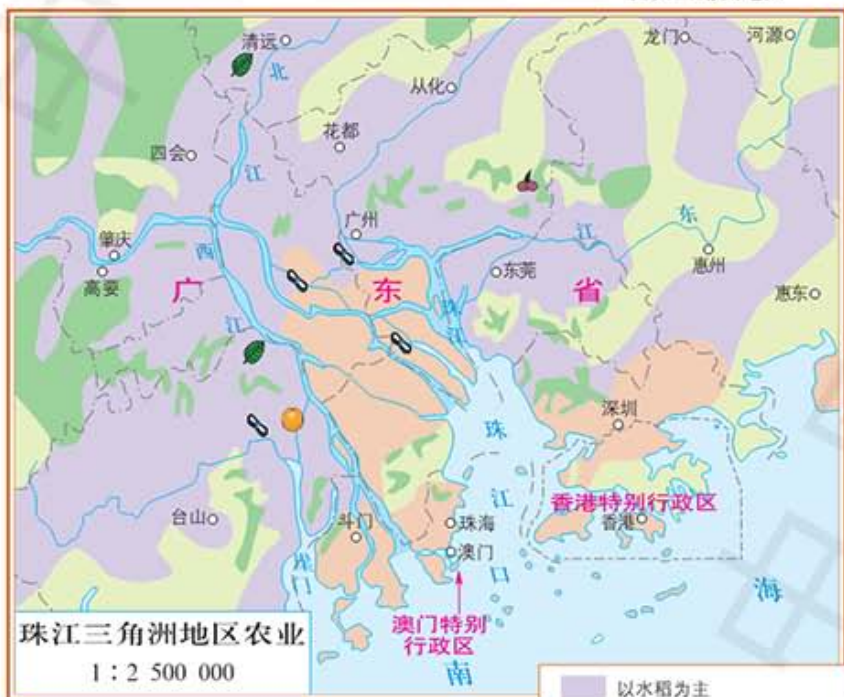 清远
龙门
河源
北
从化
花都
四会
江
广州
江
东
肇庆
西
东莞
惠州
高要
广 东 省
珠江
惠东
江
深圳
珠
江
口
香港特别行政区
香港
台山
斗门
珠海
澳门
崖门
海
澳门特别
行政区
南
珠江三角洲地区农业
1：2 500 000
以水稻为主